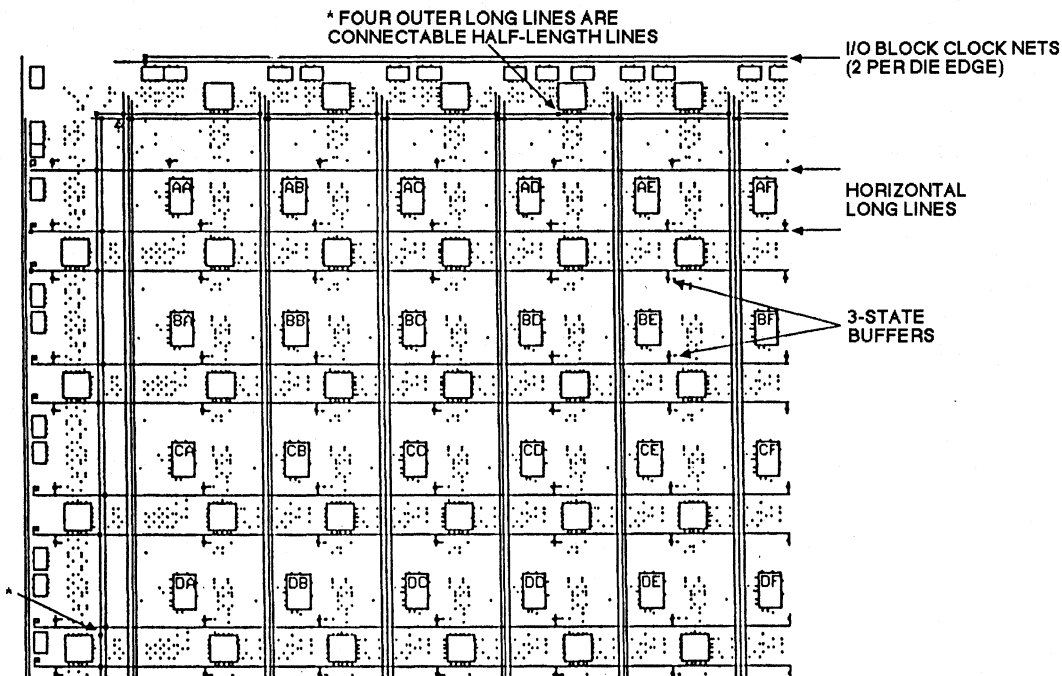 * FOUR OUTER LONG LINES ARE
CONNECTABLE HALF-LENGTH LINES
I/O BLOCK CLOCK NETS
(2 PER DIE EDGE)
AA AB AC AD AE AF
HORIZONTAL
LONG LINES
BA BB BC BD BE BF
3-STATE
BUFFERS
CA CB CC CD CE CF
DA DB DC DD DE DF
*